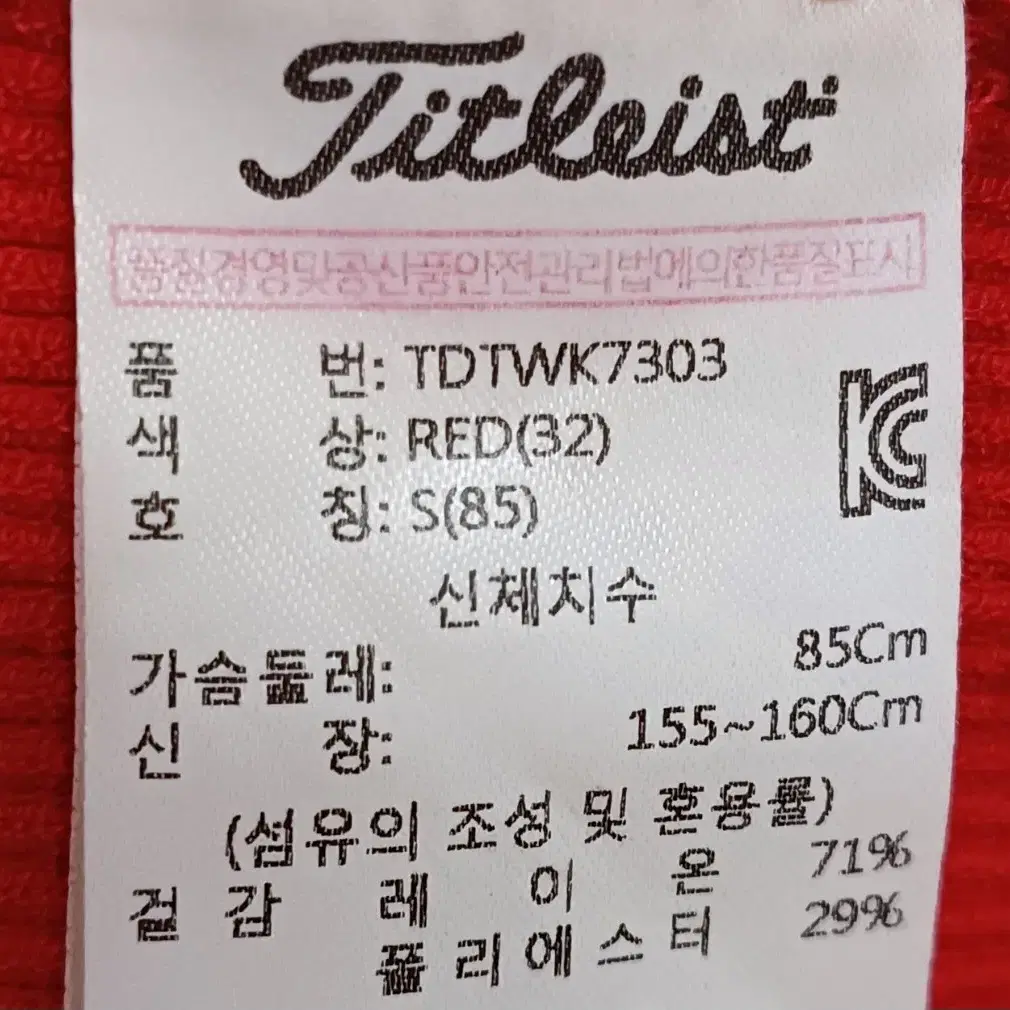 Titleist
품질경영및공산품안전관리법에의한품질표시
품 번: TDTWK7303
색 상: RED(32)
호 칭: S(85)
신체치수
가슴둘레: 85Cm
신 장: 155~160Cm
(섬유의 조성 및 혼용률)
겉 감 레 이 온 71%
폴 리 에 스 터 29%